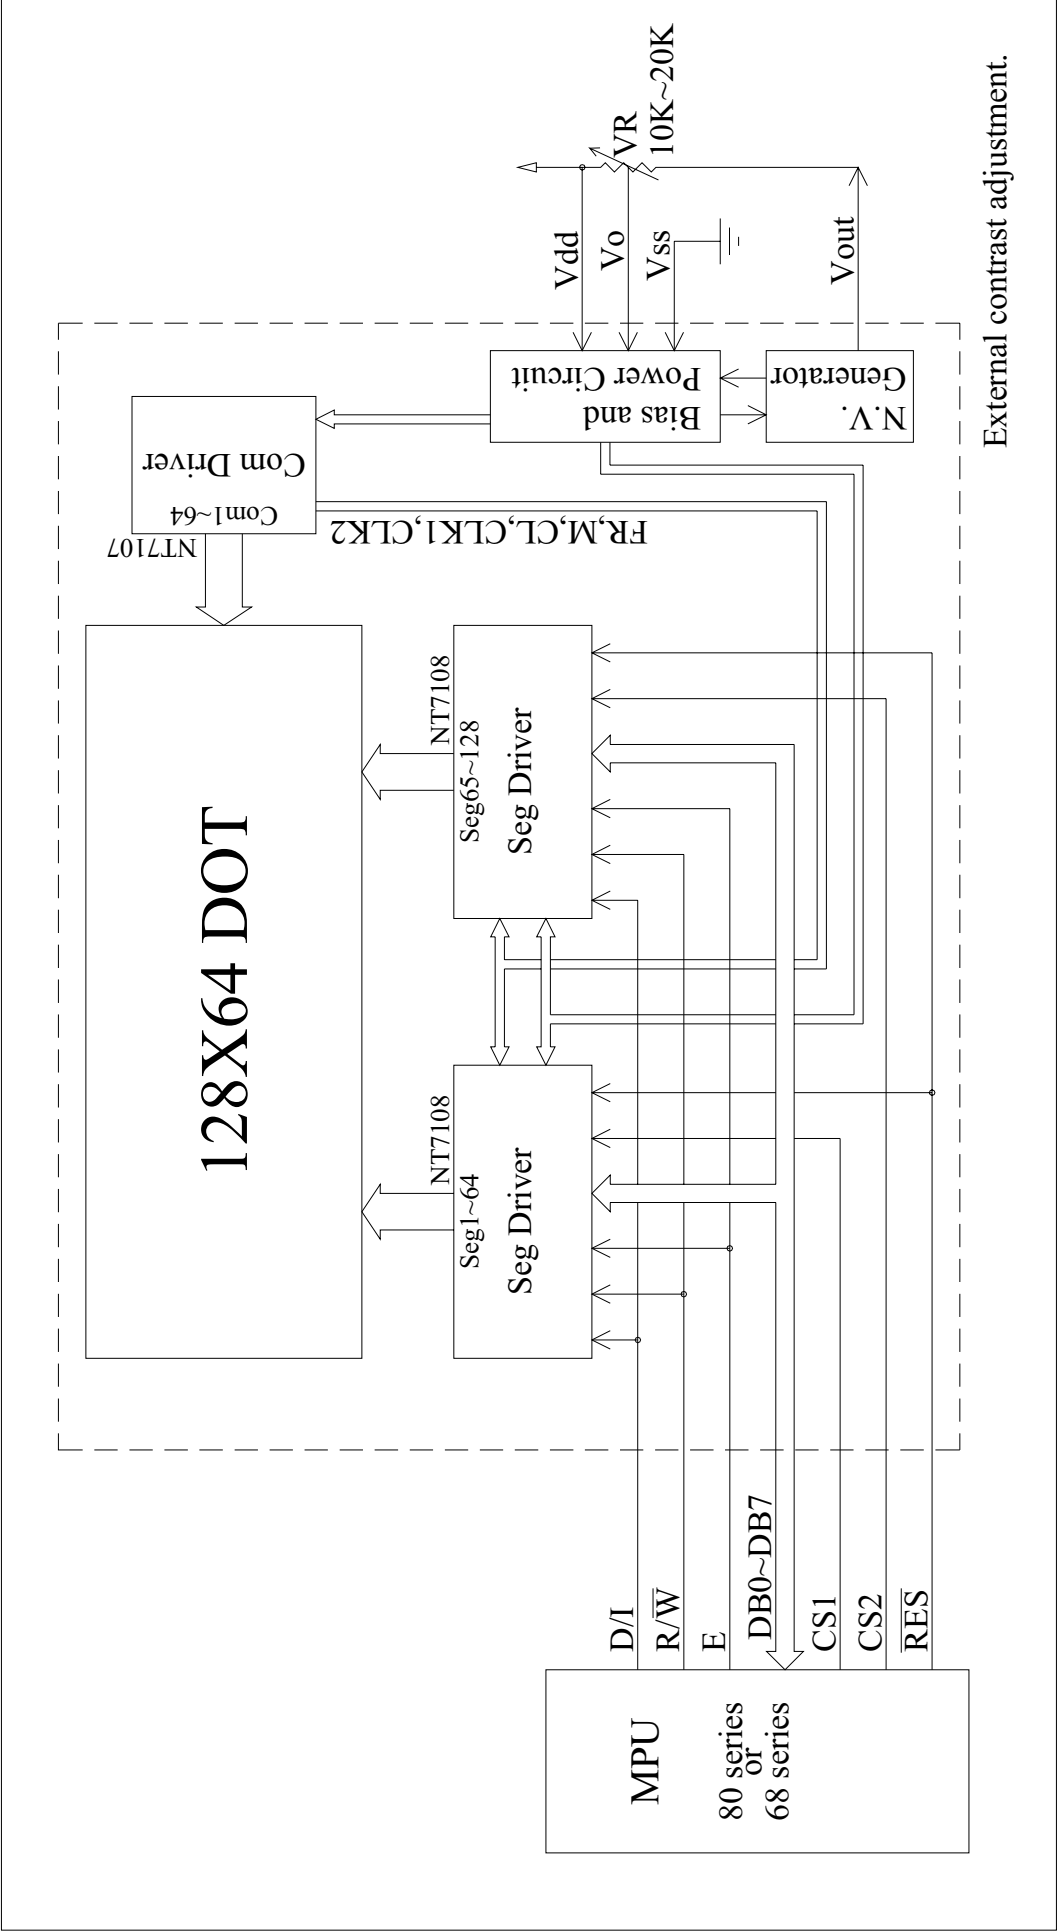 128X64 DOT
NT7107
Com1~64
Com Driver
FR,M,CL,CLK1,CLK2
NT7108
Seg1~64
Seg Driver
NT7108
Seg65~128
Seg Driver
Bias and
Power Circuit
N.V.
Generator
Vdd
Vo
Vss
Vout
VR
10K~20K
MPU
80 series
or
68 series
D/I
R/W̅
E
DB0~DB7
CS1
CS2
R̅E̅S̅
External contrast adjustment.